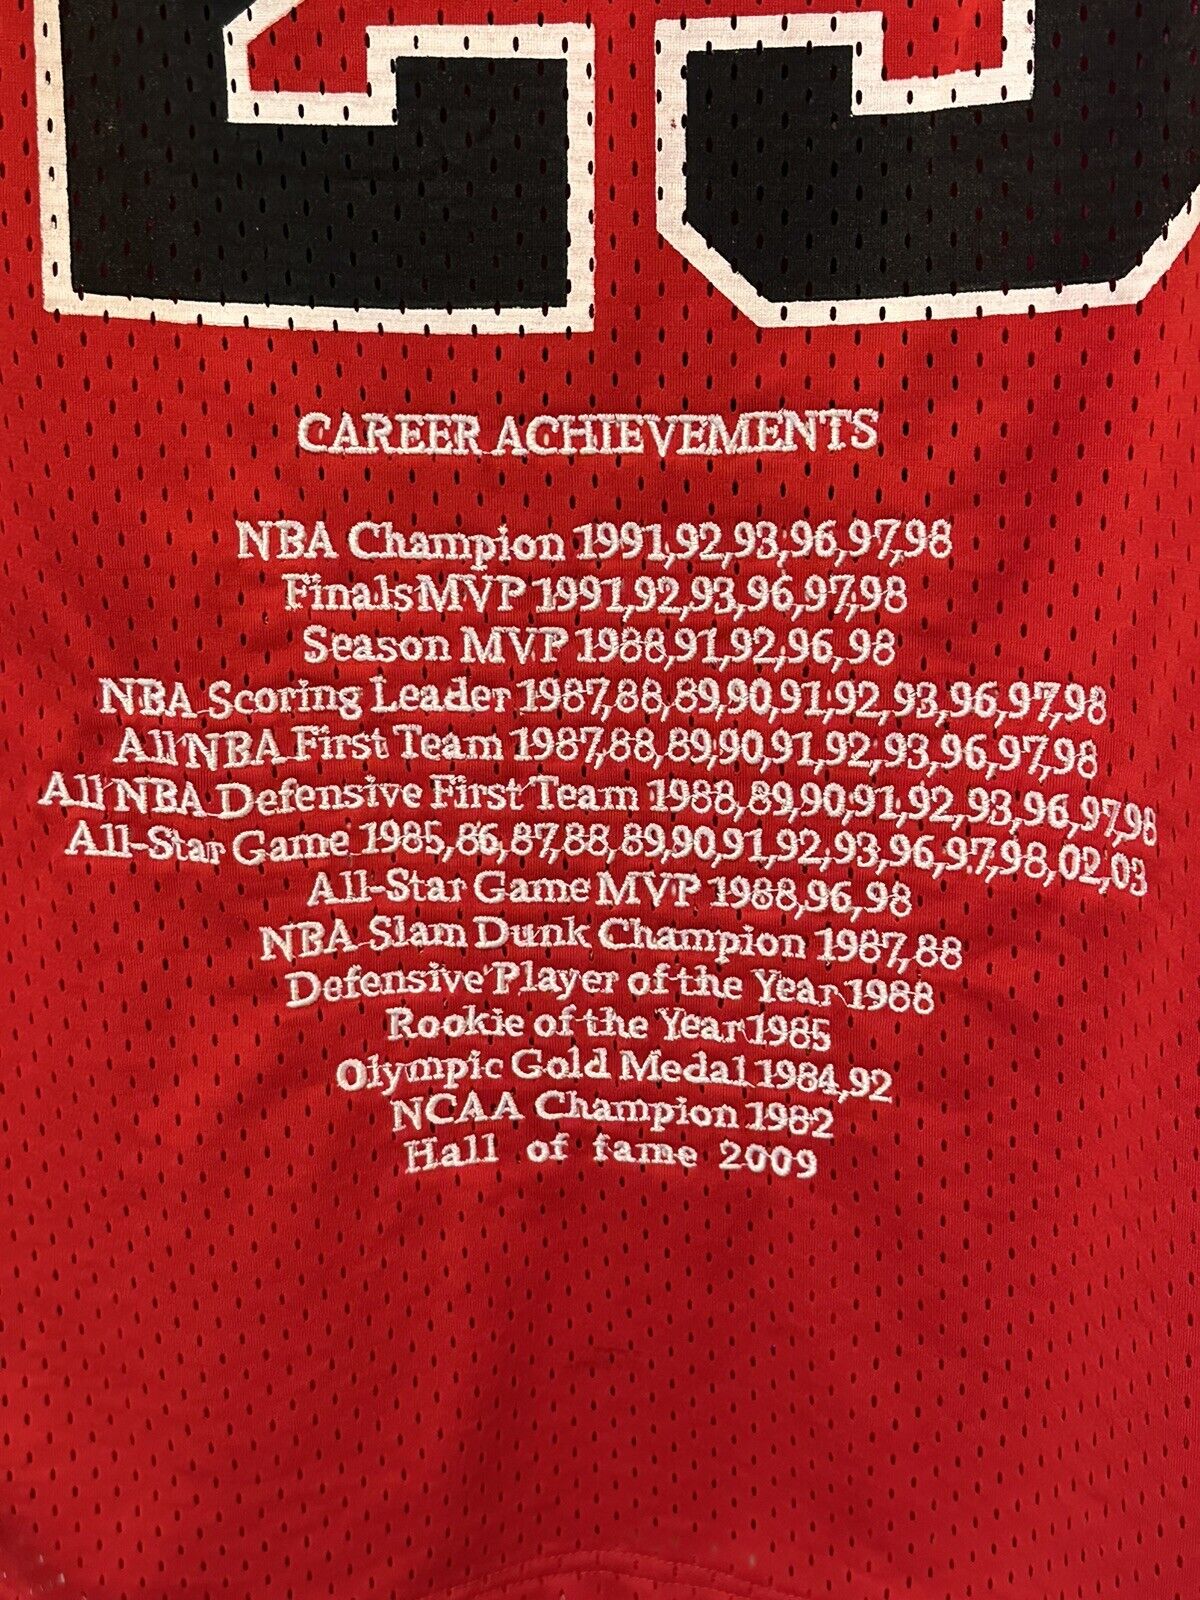 23
CAREER ACHIEVEMENTS
NBA Champion 1991,92,93,96,97,98
Finals MVP 1991,92,93,96,97,98
Season MVP 1988,91,92,96,98
NBA Scoring Leader 1987,88,89,90,91,92,93,96,97,98
All NBA First Team 1987,88,89,90,91,92,93,96,97,98
All NBA Defensive First Team 1988,89,90,91,92,93,96,97,98
All-Star Game 1985,86,87,88,89,90,91,92,93,96,97,98,02,03
All-Star Game MVP 1988,96,98
NBA Slam Dunk Champion 1987,88
Defensive Player of the Year 1988
Rookie of the Year 1985
Olympic Gold Medal 1984,92
NCAA Champion 1982
Hall of fame 2009